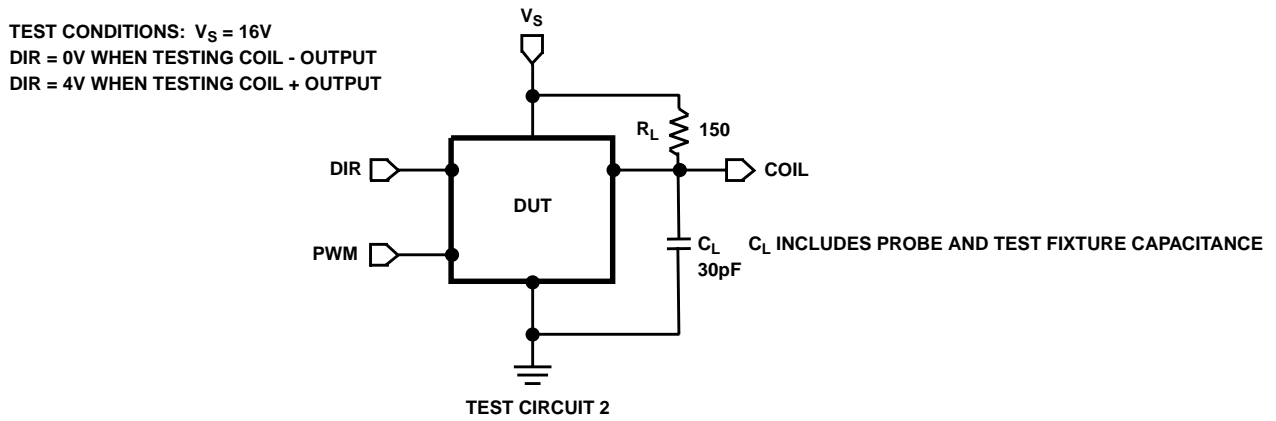 TEST CONDITIONS: VS = 16V
DIR = 0V WHEN TESTING COIL - OUTPUT
DIR = 4V WHEN TESTING COIL + OUTPUT
VS
RL
150
DIR
COIL
DUT
PWM
CL
CL INCLUDES PROBE AND TEST FIXTURE CAPACITANCE
30pF
TEST CIRCUIT 2